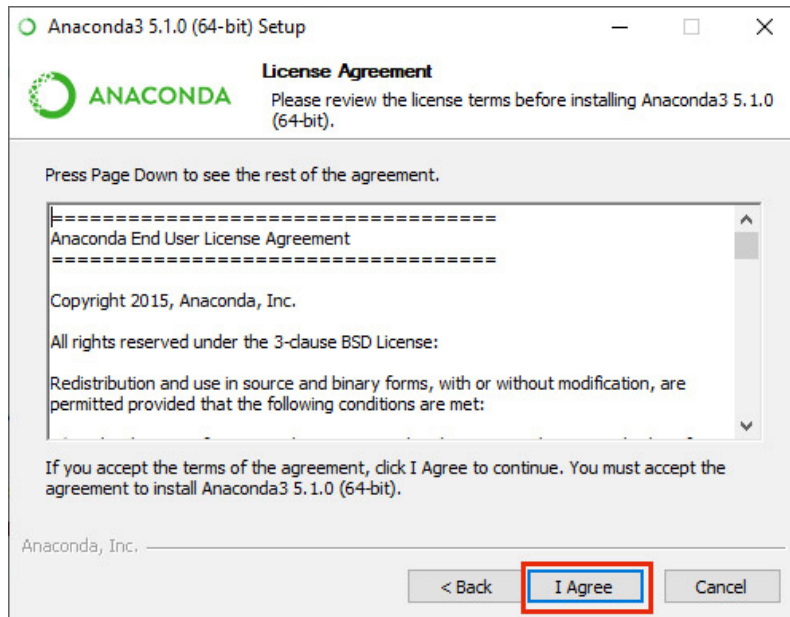 Anaconda3 5.1.0 (64-bit) Setup
ANACONDA
License Agreement
Please review the license terms before installing Anaconda3 5.1.0
(64-bit).
Press Page Down to see the rest of the agreement.
===================================
Anaconda End User License Agreement
===================================
Copyright 2015, Anaconda, Inc.
All rights reserved under the 3-clause BSD License:
Redistribution and use in source and binary forms, with or without modification, are
permitted provided that the following conditions are met:
If you accept the terms of the agreement, click I Agree to continue. You must accept the
agreement to install Anaconda3 5.1.0 (64-bit).
Anaconda, Inc.
< Back
I Agree
Cancel